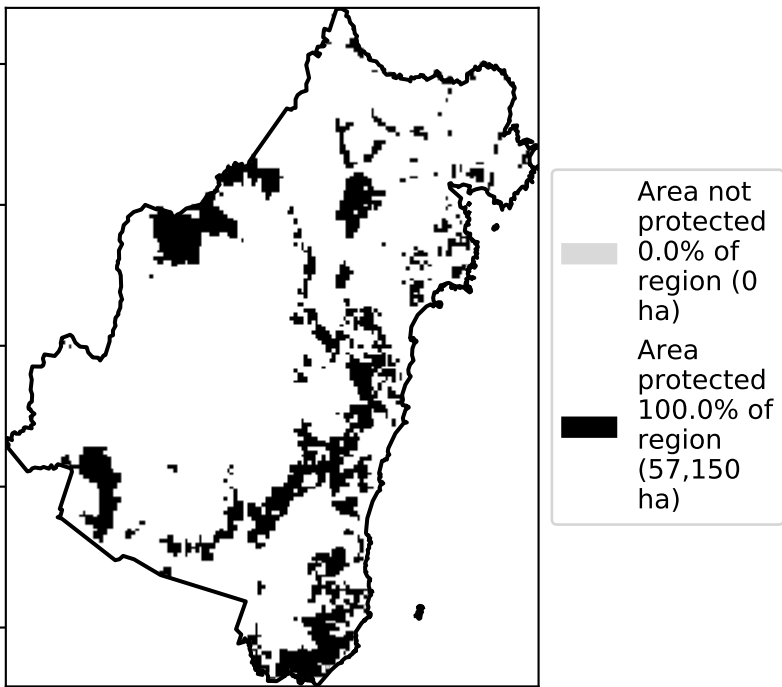 Area not
protected
0.0% of
region (0
ha)
Area
protected
100.0% of
region
(57,150
ha)